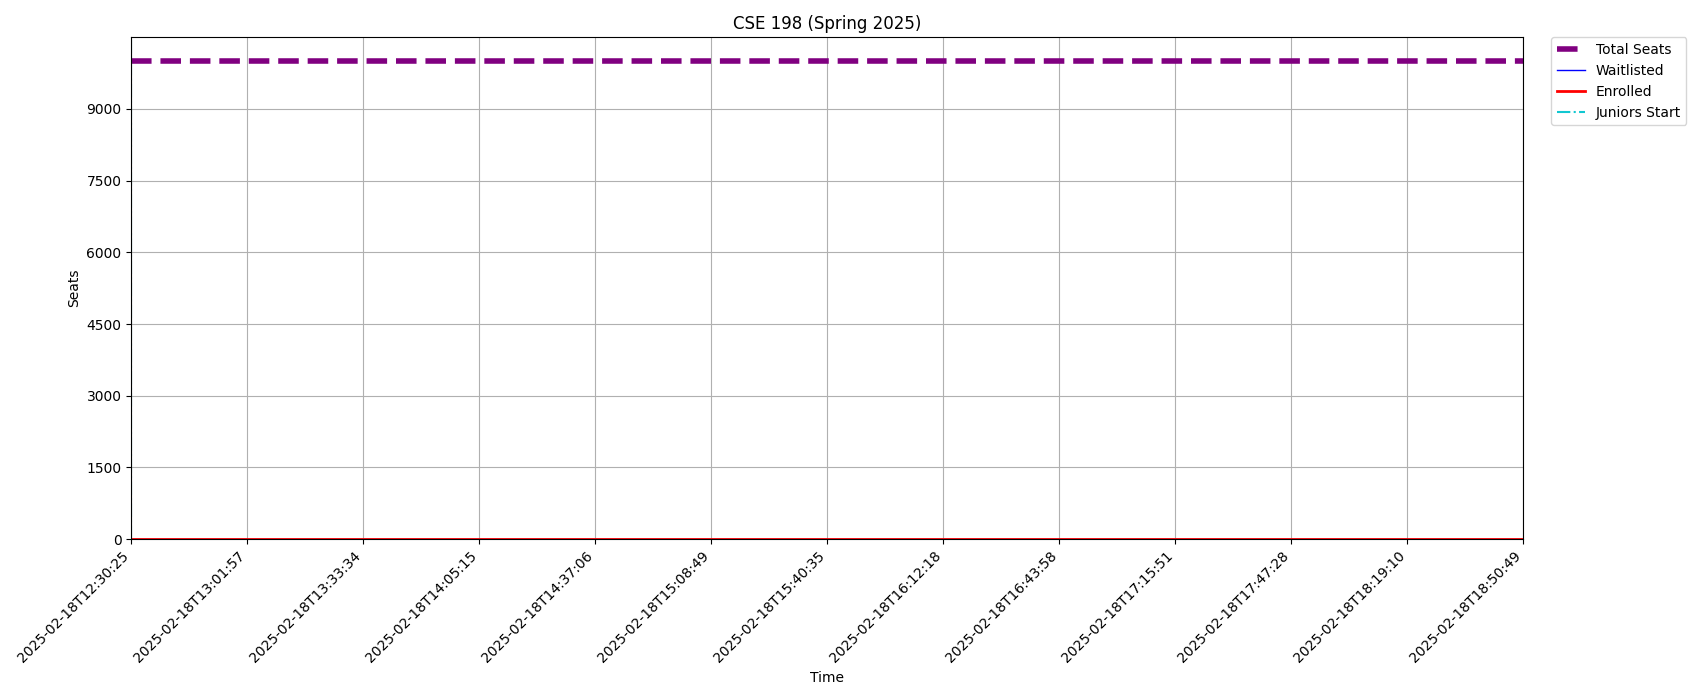 CSE 198 (Spring 2025)
Total Seats
Waitlisted
Enrolled
Juniors Start
9000
7500
6000
4500
3000
1500
0
Seats
2025-02-18T12:30:25
2025-02-18T13:01:57
2025-02-18T13:33:34
2025-02-18T14:05:15
2025-02-18T14:37:06
2025-02-18T15:08:49
2025-02-18T15:40:35
2025-02-18T16:12:18
2025-02-18T16:43:58
2025-02-18T17:15:51
2025-02-18T17:47:28
2025-02-18T18:19:10
2025-02-18T18:50:49
Time